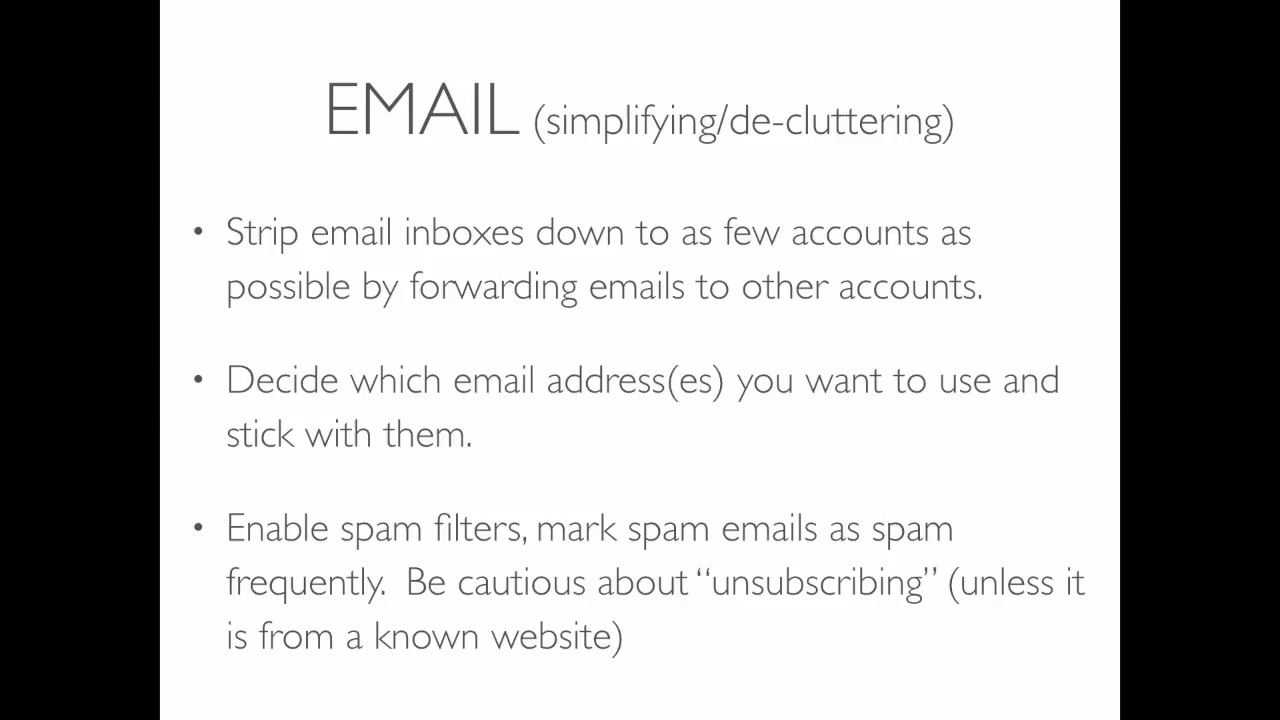 EMAIL (simplifying/de-cluttering)
• Strip email inboxes down to as few accounts as
possible by forwarding emails to other accounts.
• Decide which email address(es) you want to use and
stick with them.
• Enable spam filters, mark spam emails as spam
frequently.  Be cautious about “unsubscribing” (unless it
is from a known website)